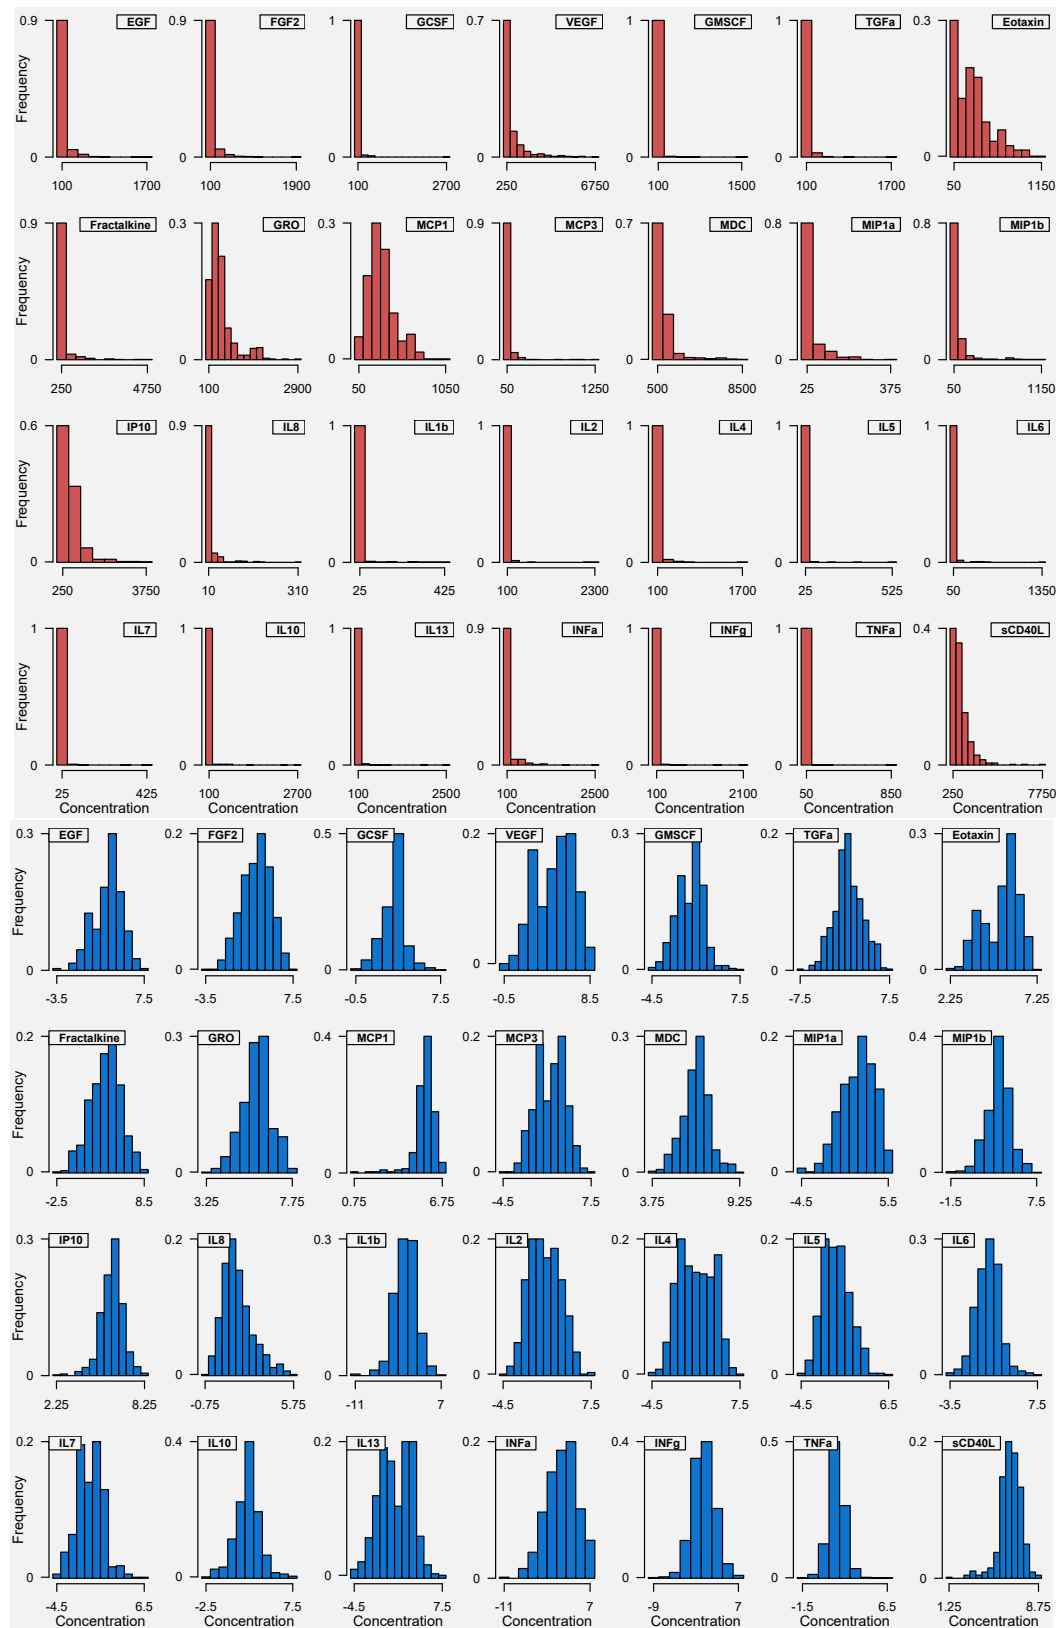 EGF FGF2 GCSF VEGF GMSCF TGFa Eotaxin
Frequency
0.9 0.9 1 0.7 1 1 0.3
0 0 0 0 0 0 0
100 1700 100 1900 100 2700 250 6750 100 1500 100 1700 50 1150
Fractalkine GRO MCP1 MCP3 MDC MIP1a MIP1b
Frequency
0.9 0.3 0.3 0.9 0.7 0.8 0.8
0 0 0 0 0 0 0
250 4750 100 2900 50 1050 50 1250 500 8500 25 375 50 1150
IP10 IL8 IL1b IL2 IL4 IL5 IL6
Frequency
0.6 0.9 1 1 1 1 1
0 0 0 0 0 0 0
250 3750 10 310 25 425 100 2300 100 1700 25 525 50 1350
IL7 IL10 IL13 INFa INFg TNFa sCD40L
Frequency
1 1 1 0.9 1 1 0.4
0 0 0 0 0 0 0
25 425 100 2700 100 2500 100 2500 100 2100 50 850 250 7750
Concentration Concentration Concentration Concentration Concentration Concentration Concentration
EGF FGF2 GCSF VEGF GMSCF TGFa Eotaxin
Frequency
0.3 0.2 0.5 0.2 0.3 0.2 0.3
0 0 0 0 0 0 0
-3.5 7.5 -3.5 7.5 -0.5 7.5 -0.5 8.5 -4.5 7.5 -7.5 7.5 2.25 7.25
Fractalkine GRO MCP1 MCP3 MDC MIP1a MIP1b
Frequency
0.2 0.3 0.4 0.2 0.3 0.2 0.4
0 0 0 0 0 0 0
-2.5 8.5 3.25 7.75 0.75 6.75 -4.5 7.5 3.75 9.25 -4.5 5.5 -1.5 7.5
IP10 IL8 IL1b IL2 IL4 IL5 IL6
Frequency
0.3 0.2 0.3 0.2 0.2 0.2 0.3
0 0 0 0 0 0 0
2.25 8.25 -0.75 5.75 -11 7 -4.5 7.5 -4.5 7.5 -4.5 6.5 -3.5 7.5
IL7 IL10 IL13 INFa INFg TNFa sCD40L
Frequency
0.2 0.4 0.2 0.2 0.4 0.5 0.2
0 0 0 0 0 0 0
-4.5 6.5 -2.5 7.5 -4.5 7.5 -11 7 -9 7 -1.5 6.5 1.25 8.75
Concentration Concentration Concentration Concentration Concentration Concentration Concentration